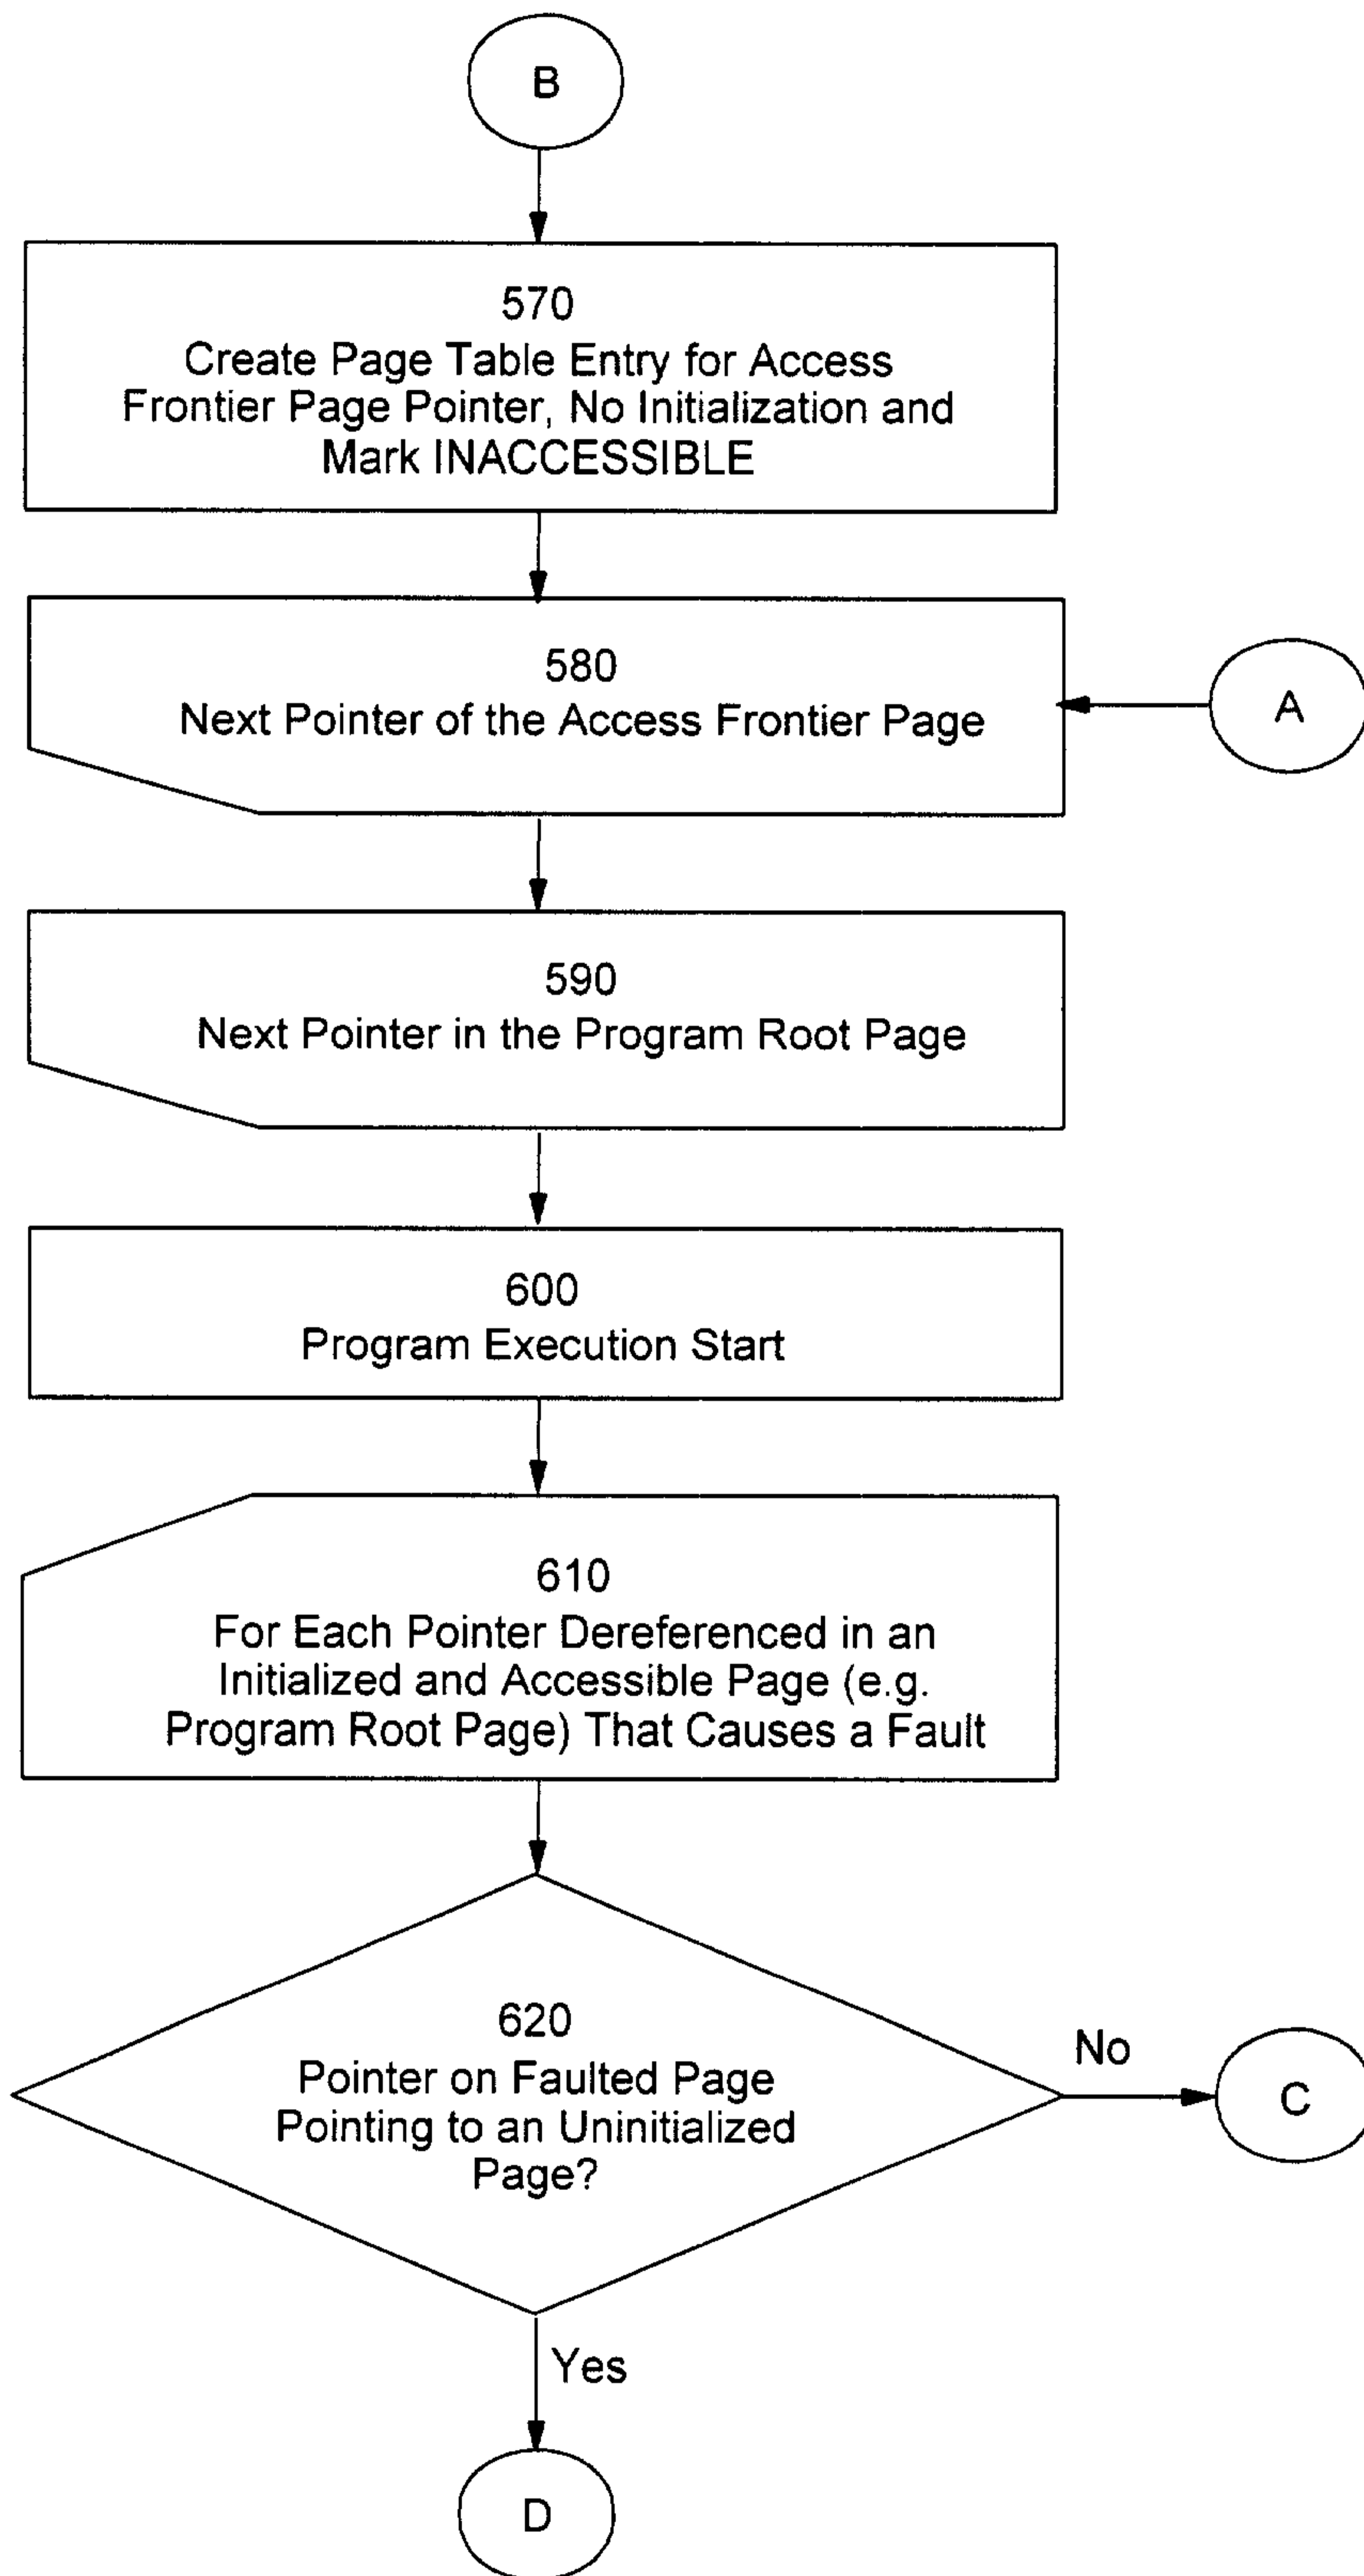 B
570
Create Page Table Entry for Access
Frontier Page Pointer, No Initialization and
Mark INACCESSIBLE
580
Next Pointer of the Access Frontier Page
A
590
Next Pointer in the Program Root Page
600
Program Execution Start
610
For Each Pointer Dereferenced in an
Initialized and Accessible Page (e.g.
Program Root Page) That Causes a Fault
620
Pointer on Faulted Page
Pointing to an Uninitialized
Page?
No
C
Yes
D